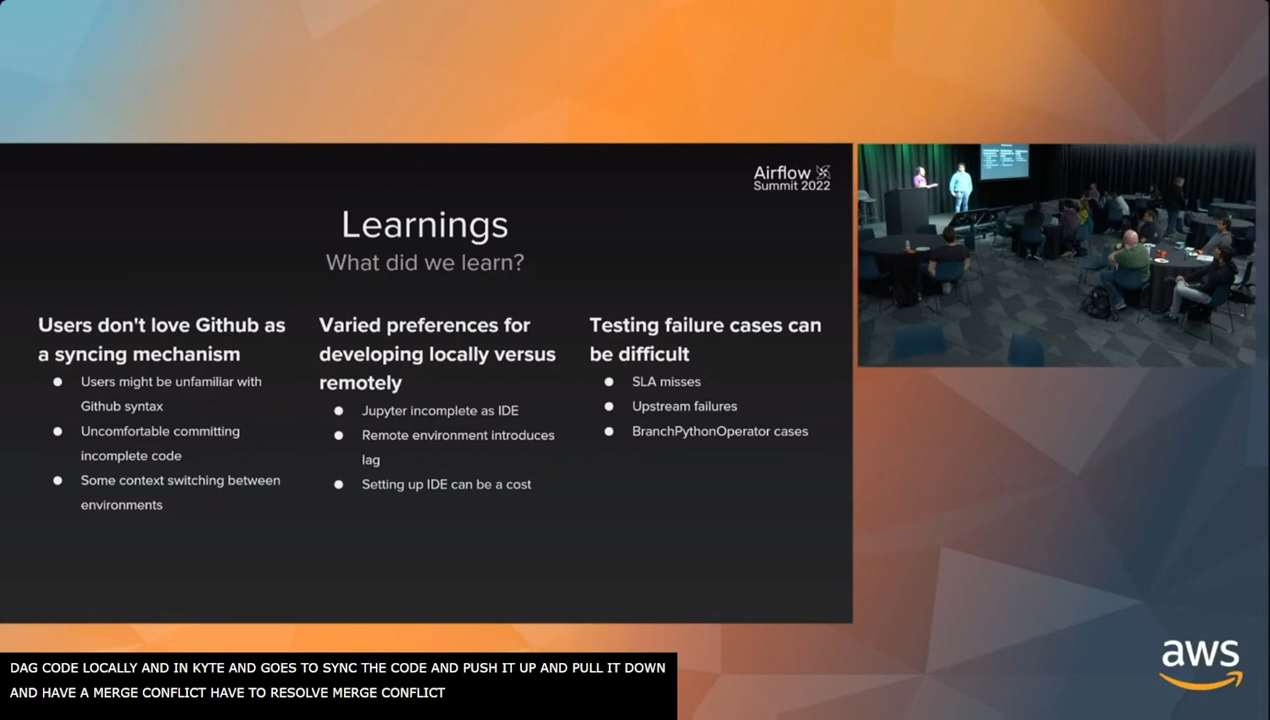 Airflow
Summit 2022
Learnings
What did we learn?
Users don't love Github as
a syncing mechanism
Users might be unfamiliar with
Github syntax
Uncomfortable committing
incomplete code
Some context switching between
environments
Varied preferences for
developing locally versus
remotely
Jupyter incomplete as IDE
Remote environment introduces
lag
Setting up IDE can be a cost
Testing failure cases can
be difficult
SLA misses
Upstream failures
BranchPythonOperator cases
DAG CODE LOCALLY AND IN KYTE AND GOES TO SYNC THE CODE AND PUSH IT UP AND PULL IT DOWN
AND HAVE A MERGE CONFLICT HAVE TO RESOLVE MERGE CONFLICT
aws